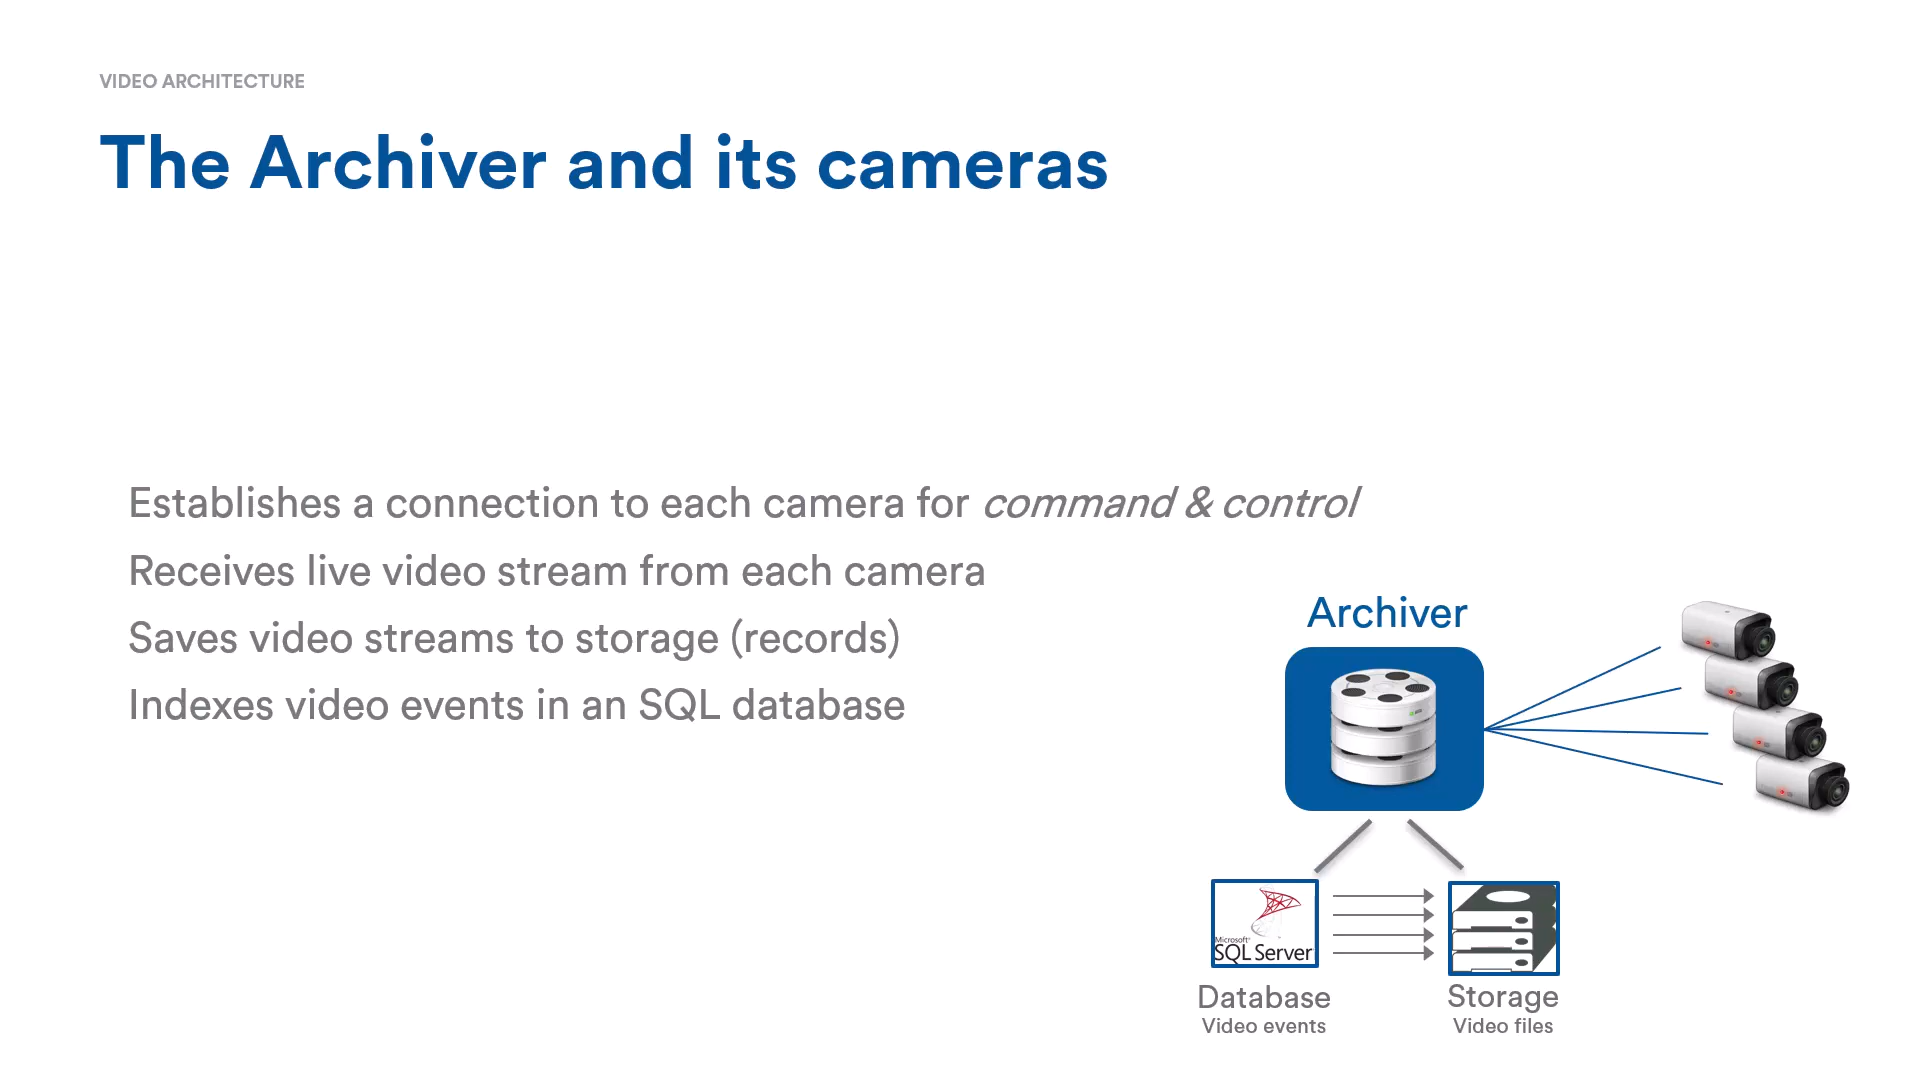 VIDEO ARCHITECTURE
The Archiver and its cameras
Establishes a connection to each camera for command & control
Receives live video stream from each camera
Saves video streams to storage (records)
Indexes video events in an SQL database
Archiver
Microsoft®
SQL Server
Database
Video events
Storage
Video files